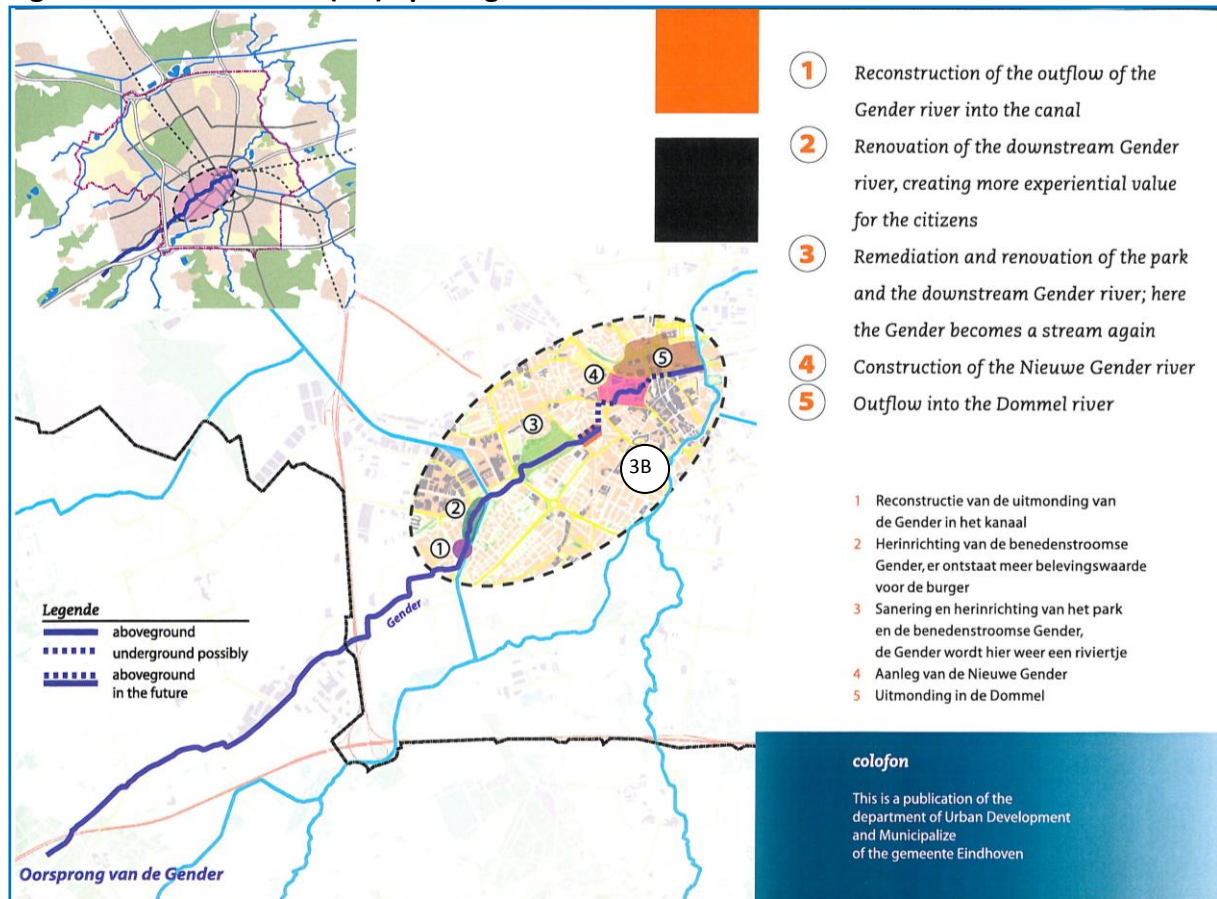 1 Reconstruction of the outflow of the
Gender river into the canal
2 Renovation of the downstream Gender
river, creating more experiential value
for the citizens
3 Remediation and renovation of the park
and the downstream Gender river; here
the Gender becomes a stream again
4 Construction of the Nieuwe Gender river
5 Outflow into the Dommel river
5
4
3
3B
2
1
Gender
Legende
aboveground
underground possibly
aboveground
in the future
Oorsprong van de Gender
1 Reconstructie van de uitmonding van
de Gender in het kanaal
2 Herinrichting van de benedenstroomse
Gender, er ontstaat meer belevingswaarde
voor de burger
3 Sanering en herinrichting van het park
en de benedenstroomse Gender,
de Gender wordt hier weer een riviertje
4 Aanleg van de Nieuwe Gender
5 Uitmonding in de Dommel
colofon
This is a publication of the
department of Urban Development
and Municipalize
of the gemeente Eindhoven